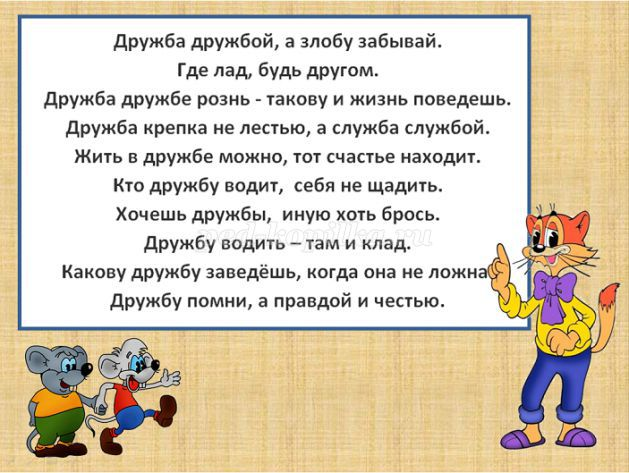 Дружба дружбой, а злобу забывай.
Где лад, будь другом.
Дружба дружбе рознь - такову и жизнь поведешь.
Дружба крепка не лестью, а служба службой.
Жить в дружбе можно, тот счастье находит.
Кто дружбу водит, себя не щадить.
Хочешь дружбы, иную хоть брось.
Дружбу водить – там и клад.
Какову дружбу заведёшь, когда она не ложна.
Дружбу помни, а правдой и честью.